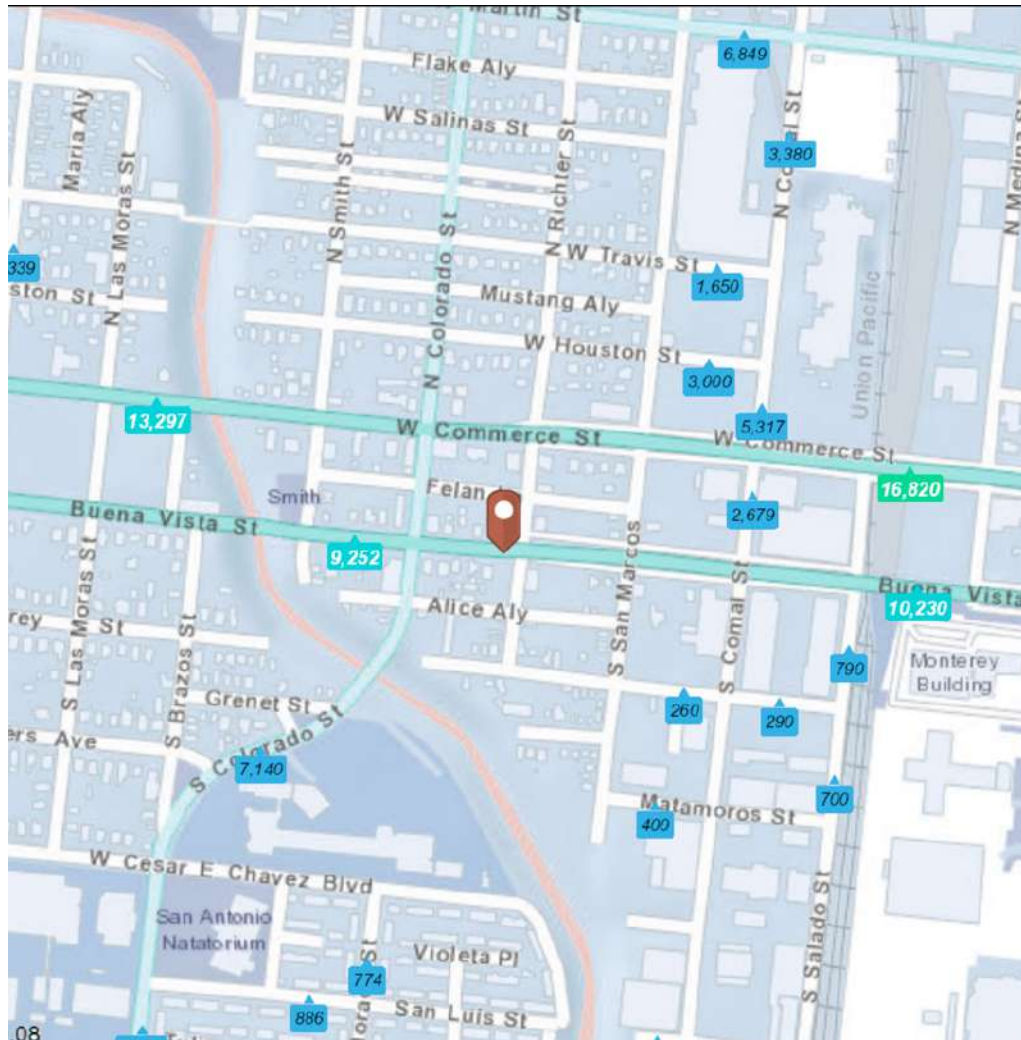 Martin St
6,849
Flake Aly
Maria Aly
W Salinas St
N Comal St
3,380
N Las Moras St
N Smith St
N Colorado St
N Richter St
N Medina St
W Travis St
339
1,650
ston St
Mustang Aly
W Houston St
3,000
Union Pacific
13,297
5,317
W Commerce St
W Commerce St
16,820
Smith
Felan
2,679
Buena Vista St
9,252
S San Marcos
Buena Vista
10,230
Alice Aly
S Las Moras St
S Brazos St
S Comal St
rey St
790
Monterey
Building
Grenet St
260
290
ers Ave
S Colorado St
7,140
700
Matamoros St
400
W Cesar E Chavez Blvd
San Antonio
Natatorium
Violeta Pl
S Salado St
774
886
San Luis St
08